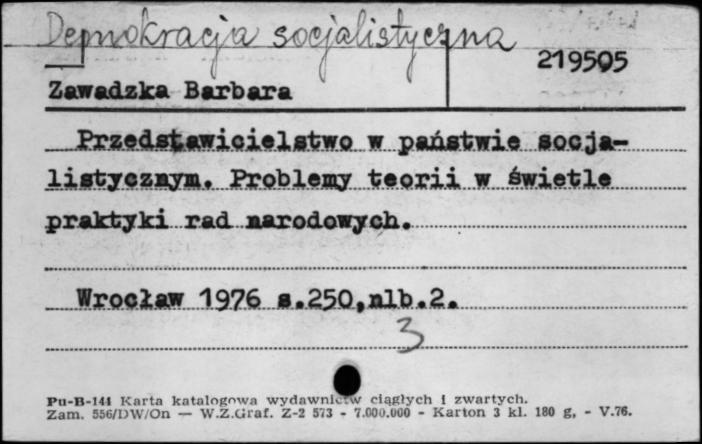 Demokracja socjalistyczna
219505
Zawadzka Barbara
Przedstawicielstwo w państwie socja-
listycznym. Problemy teorii w świetle
praktyki rad narodowych.
Wrocław 1976 s.250,nlb.2.
3
Pu-B-144 Karta katalogowa wydawnictw ciągłych i zwartych.
Zam. 556/DW/On — W.Z.Graf. Z-2 573 - 7.000.000 - Karton 3 kl. 180 g, - V.76.